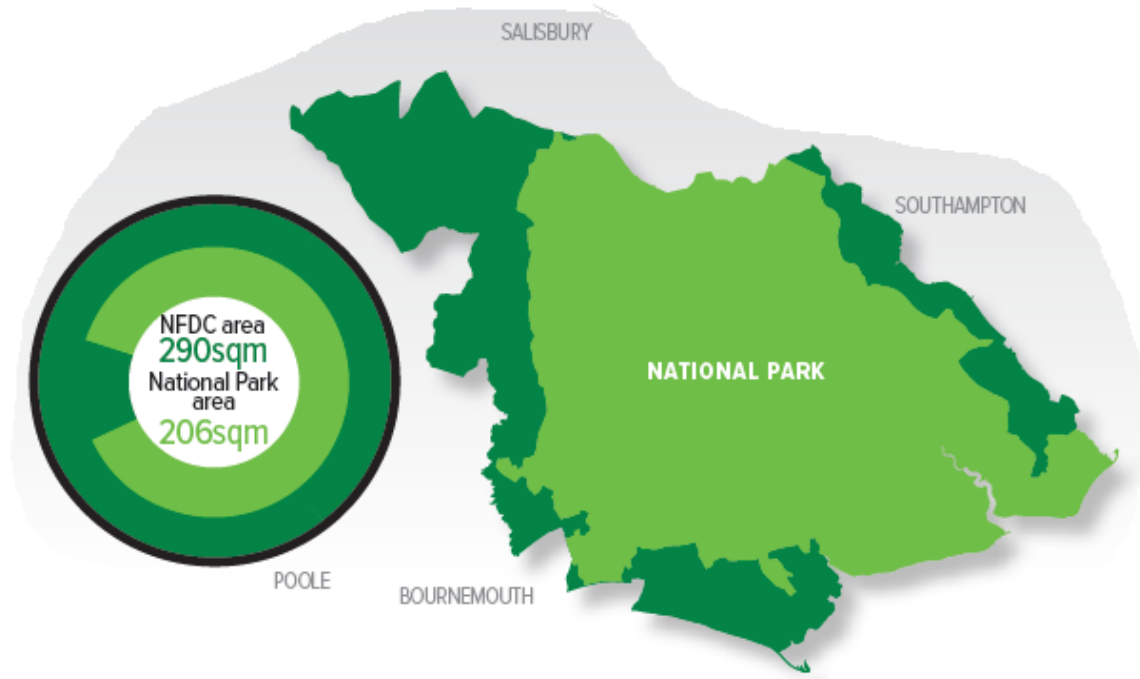 SALISBURY
SOUTHAMPTON
NFDC area
290sqm
National Park
area
206sqm
NATIONAL PARK
POOLE
BOURNEMOUTH